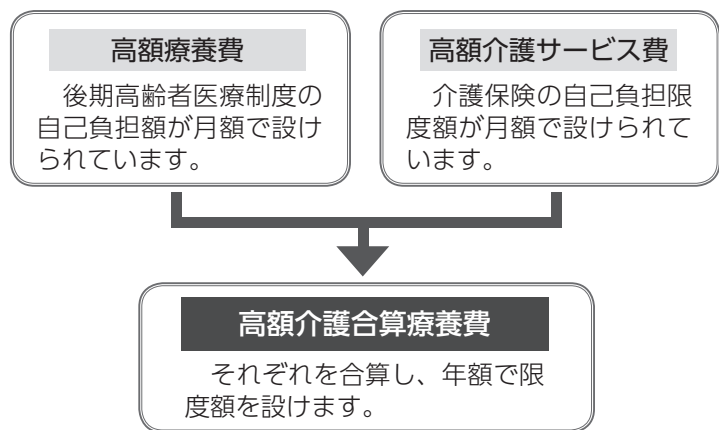 高額療養費
後期高齢者医療制度の
自己負担額が月額で設け
られています。
高額介護サービス費
介護保険の自己負担限
度額が月額で設けられて
います。
高額介護合算療養費
それぞれを合算し、年額で限
度額を設けます。